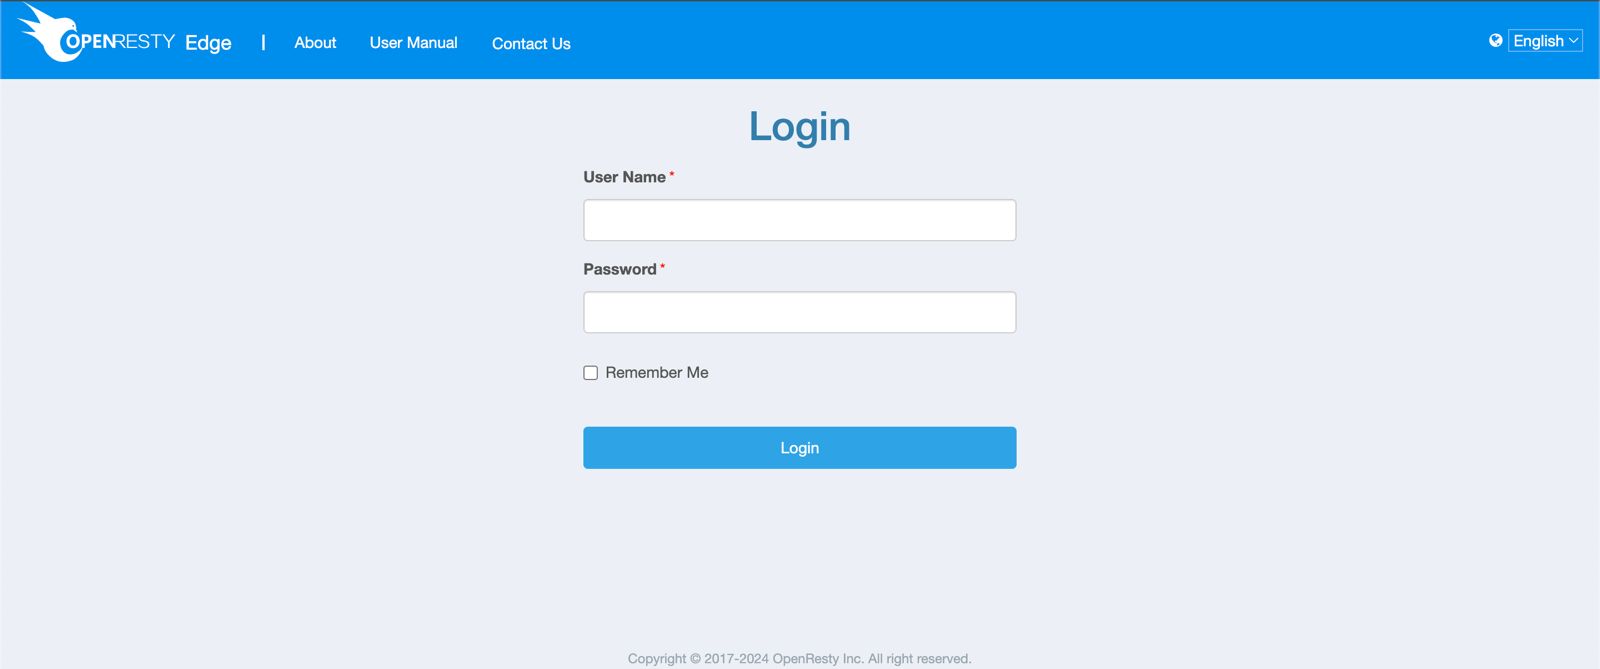 OPENRESTY Edge | About User Manual Contact Us English
Login
User Name *
Password *
Remember Me
Login
Copyright © 2017-2024 OpenResty Inc. All right reserved.